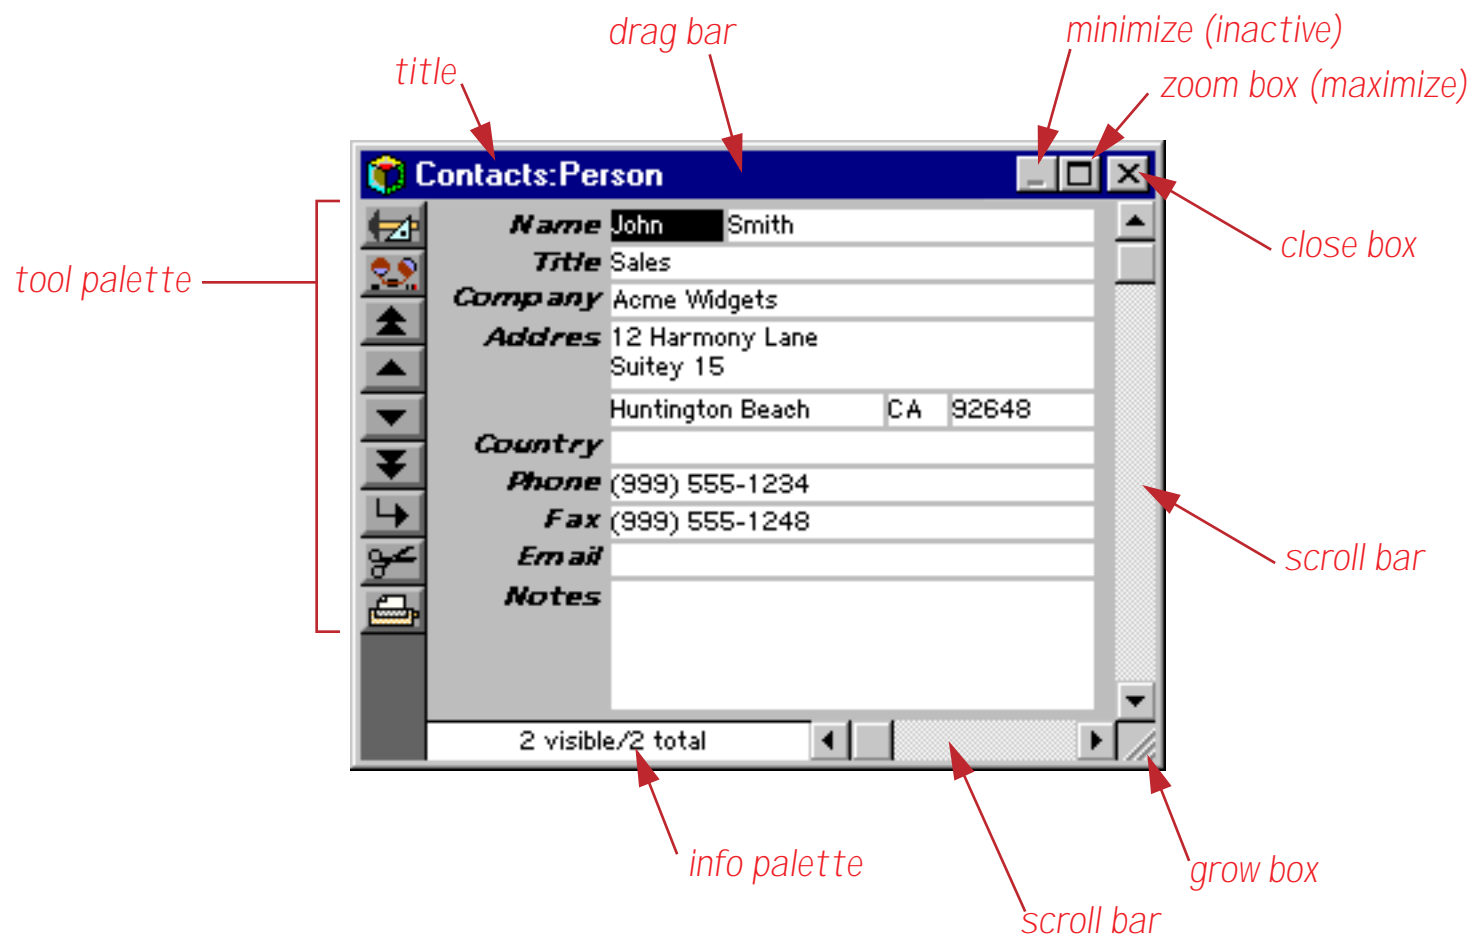 drag bar
minimize (inactive)
title
zoom box (maximize)
Contacts:Person
Name John Smith
close box
Title Sales
tool palette
Company Acme Widgets
Addres 12 Harmony Lane
Suitey 15
Huntington Beach CA 92648
Country
Phone (999) 555-1234
Fax (999) 555-1248
Email
scroll bar
Notes
2 visible/2 total
info palette
grow box
scroll bar